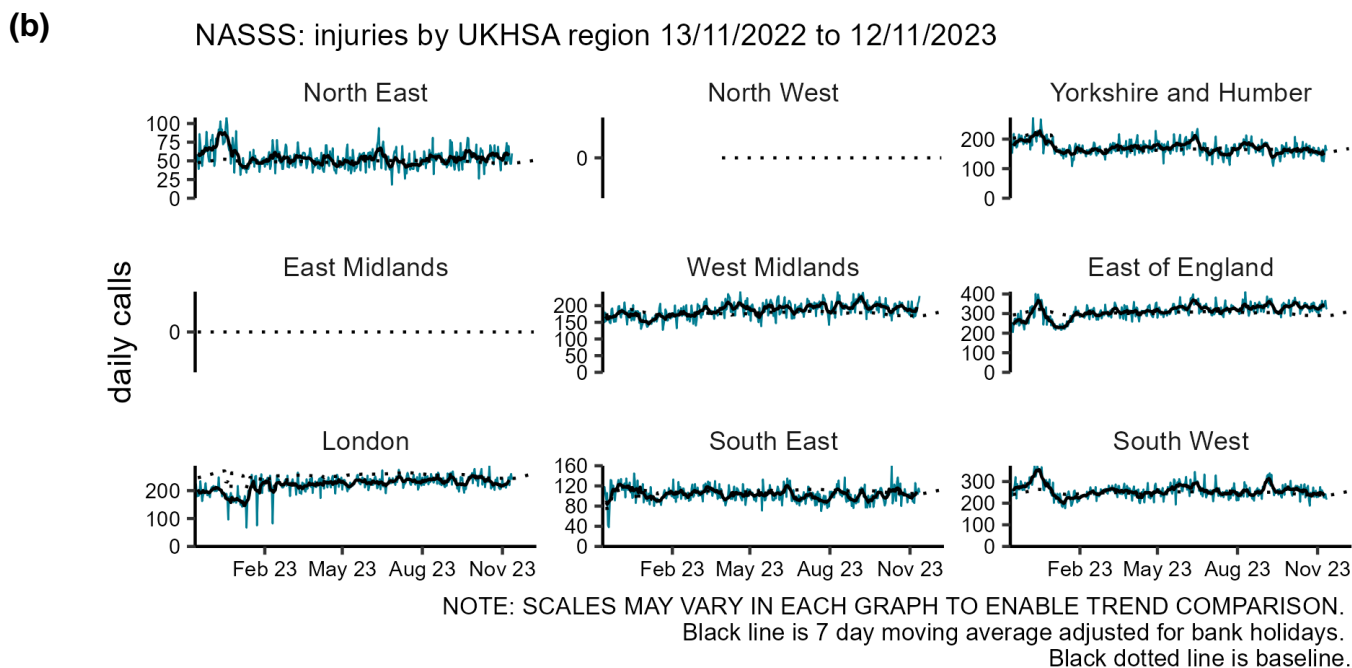 (b)
NASSS: injuries by UKHSA region 13/11/2022 to 12/11/2023
North East
North West
Yorkshire and Humber
100
75
50
25
0
0
200
100
0
East Midlands
West Midlands
East of England
daily calls
0
200
150
100
50
0
400
300
200
100
0
London
South East
South West
200
100
0
160
120
80
40
0
300
200
100
0
Feb 23 May 23 Aug 23 Nov 23
Feb 23 May 23 Aug 23 Nov 23
Feb 23 May 23 Aug 23 Nov 23
NOTE: SCALES MAY VARY IN EACH GRAPH TO ENABLE TREND COMPARISON.
Black line is 7 day moving average adjusted for bank holidays.
Black dotted line is baseline.